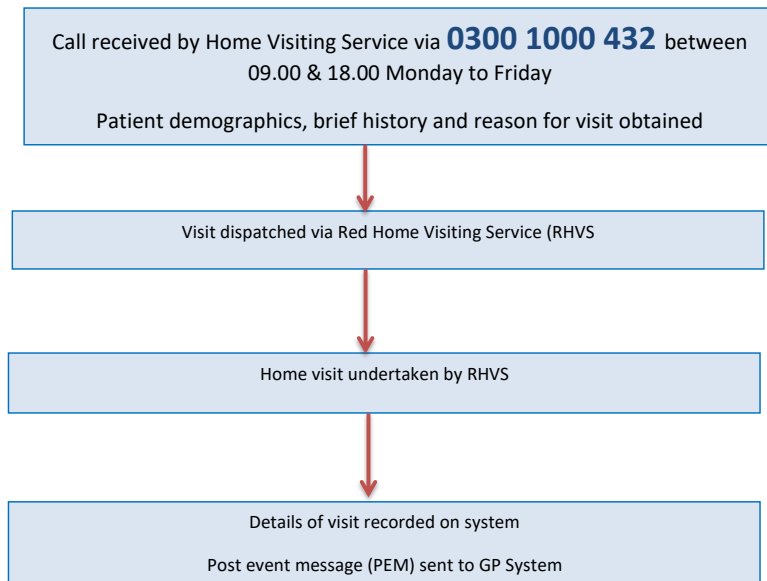 Call received by Home Visiting Service via 0300 1000 432 between
09.00 & 18.00 Monday to Friday
Patient demographics, brief history and reason for visit obtained
Visit dispatched via Red Home Visiting Service (RHVS
Home visit undertaken by RHVS
Details of visit recorded on system
Post event message (PEM) sent to GP System